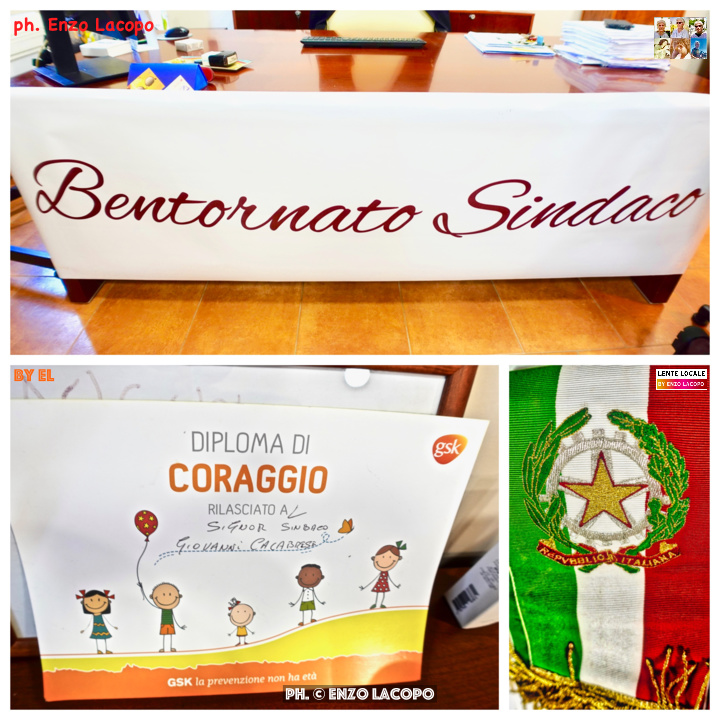 ph. Enzo Lacopo
Bentornato Sindaco
BY EL
DIPLOMA DI
CORAGGIO
RILASCIATO AL
SIGNOR SINDACO
GIOVANNI CALABRESE
gsk
GSK la prevenzione non ha età
PH. © ENZO LACOPO
LENTE LOCALE
BY ENZO LACOPO
REPVBBLICA ITALIANA